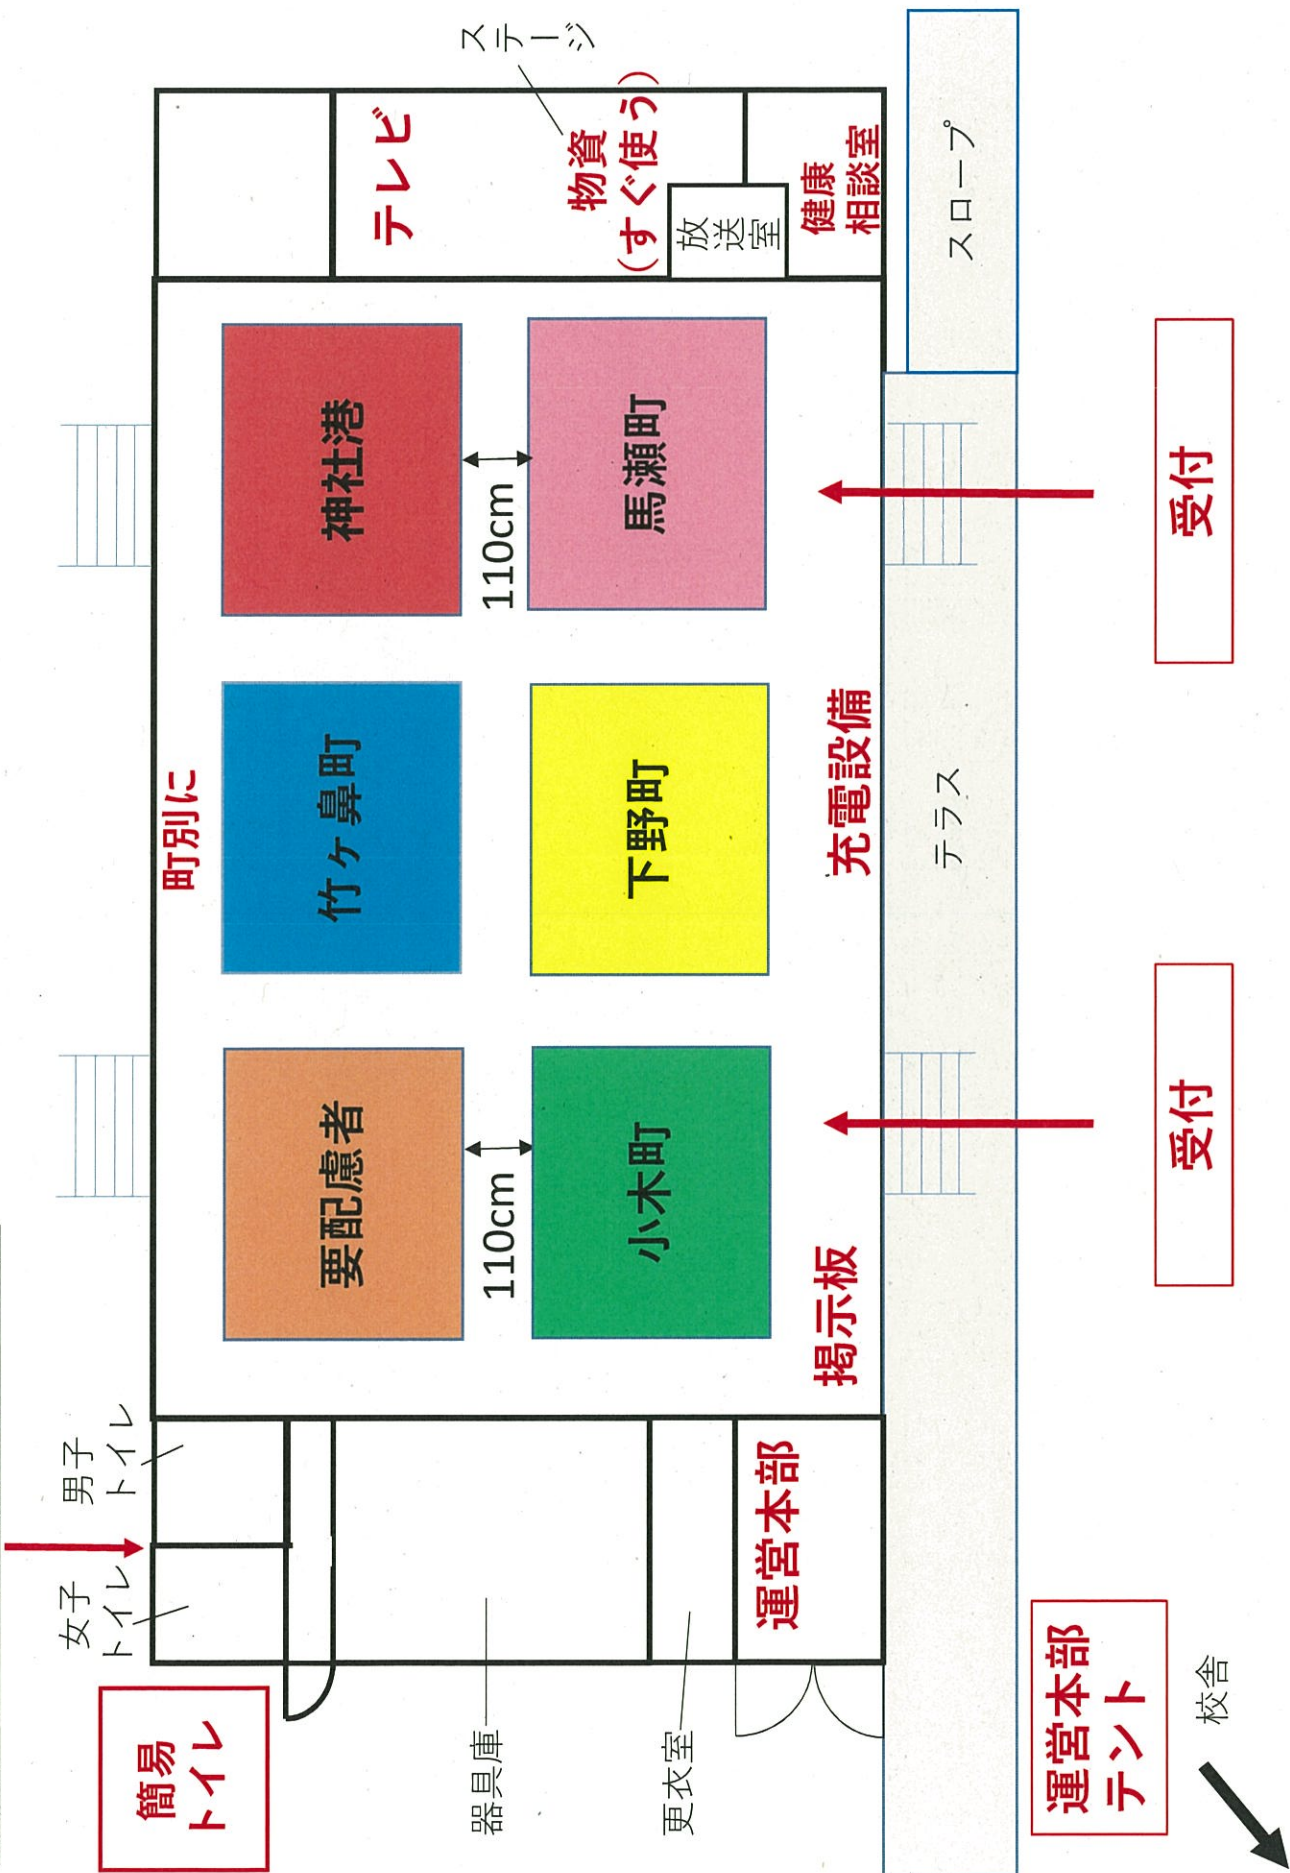 簡易
トイレ
女子
トイレ
男子
トイレ
町別に
要配慮者
竹ヶ鼻町
神社港
テレビ
ステージ
物資
(すぐ使う)
110cm
110cm
小木町
下野町
馬瀬町
放
送
室
健康
相談室
器具庫
更衣室
運営本部
掲示板
充電設備
テラス
スロープ
運営本部
テント
校舎
受付
受付